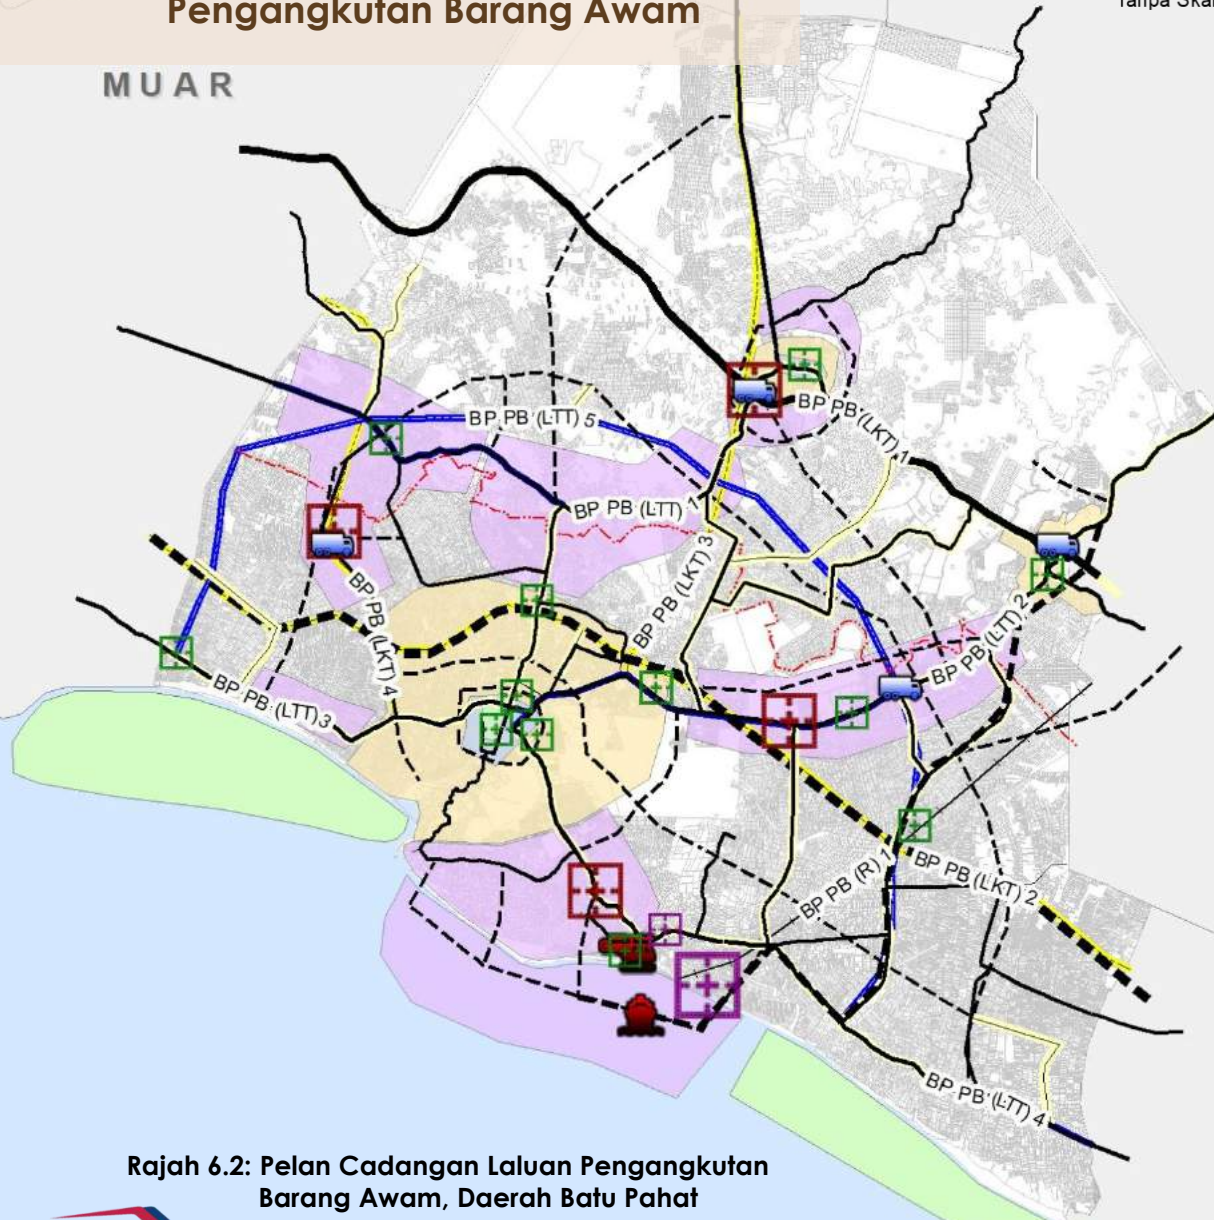 Pengangkutan Barang Awam
Tanpa Skal
MUAR
BP PB (LTT) 5
BP PB (LKT) 1
BP PB (LTT) 1
BP PB (LKT) 3
BP PB (LTT) 2
BP PB (LKT) 4
BP PB (LTT) 3
BP PB (R) 1
BP PB (LKT) 2
BP PB (LTT) 4
Rajah 6.2: Pelan Cadangan Laluan Pengangkutan
Barang Awam, Daerah Batu Pahat